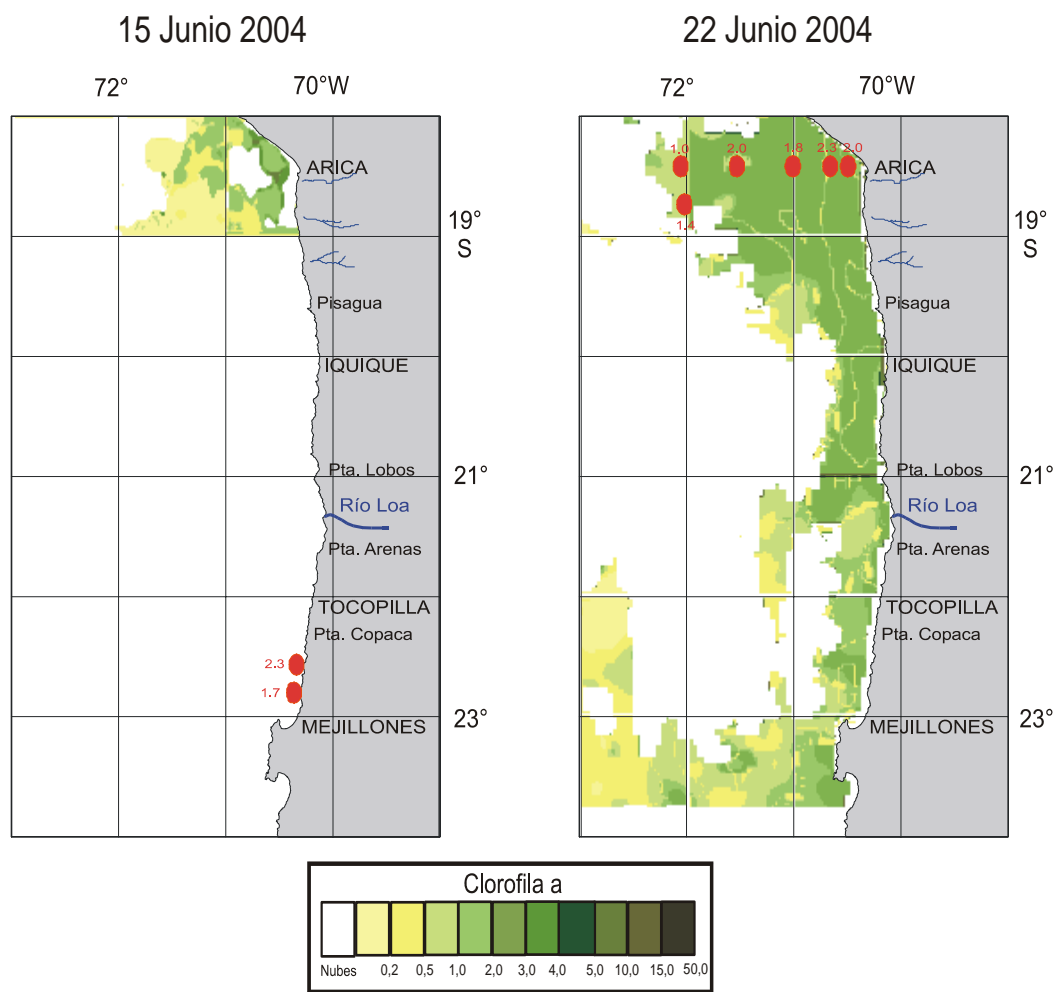 15 Junio 2004
72° 70°W
ARICA
19°
S
Pisagua
IQUIQUE
Pta. Lobos
21°
Río Loa
Pta. Arenas
TOCOPILLA
Pta. Copaca
2.3
1.7
23°
MEJILLONES
22 Junio 2004
72° 70°W
1.0 2.0 1.8 2.3 2.0
ARICA
1.4
19°
S
Pisagua
IQUIQUE
Pta. Lobos
21°
Río Loa
Pta. Arenas
TOCOPILLA
Pta. Copaca
23°
MEJILLONES
Clorofila a
Nubes 0,2 0,5 1,0 2,0 3,0 4,0 5,0 10,0 15,0 50,0